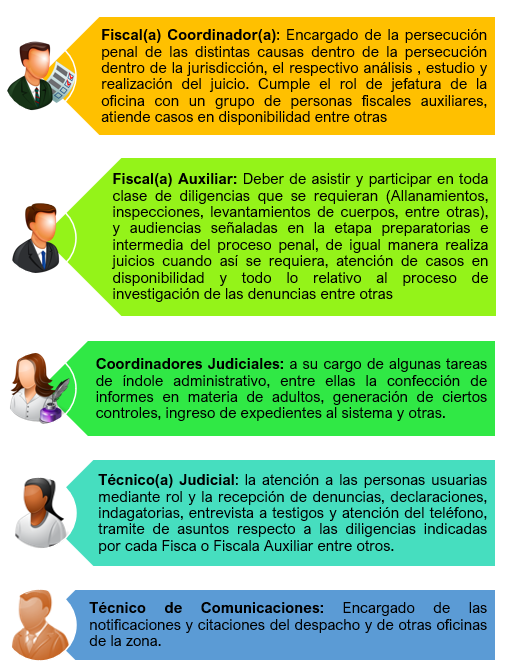 Fiscal(a) Coordinador(a): Encargado de la persecución
penal de las distintas causas dentro de la persecución
dentro de la jurisdicción, el respectivo análisis , estudio y
realización del juicio. Cumple el rol de jefatura de la
oficina con un grupo de personas fiscales auxiliares,
atiende casos en disponibilidad entre otras
Fiscal(a) Auxiliar: Deber de asistir y participar en toda
clase de diligencias que se requieran (Allanamientos,
inspecciones, levantamientos de cuerpos, entre otras),
y audiencias señaladas en la etapa preparatorias e
intermedia del proceso penal, de igual manera realiza
juicios cuando así se requiera, atención de casos en
disponibilidad y todo lo relativo al proceso de
investigación de las denuncias entre otras
Coordinadores Judiciales: a su cargo de algunas tareas
de índole administrativo, entre ellas la confección de
informes en materia de adultos, generación de ciertos
controles, ingreso de expedientes al sistema y otras.
Técnico(a) Judicial: la atención a las personas usuarias
mediante rol y la recepción de denuncias, declaraciones,
indagatorias, entrevista a testigos y atención del teléfono,
tramite de asuntos respecto a las diligencias indicadas
por cada Fisca o Fiscala Auxiliar entre otros.
Técnico de Comunicaciones: Encargado de las
notificaciones y citaciones del despacho y de otras oficinas
de la zona.